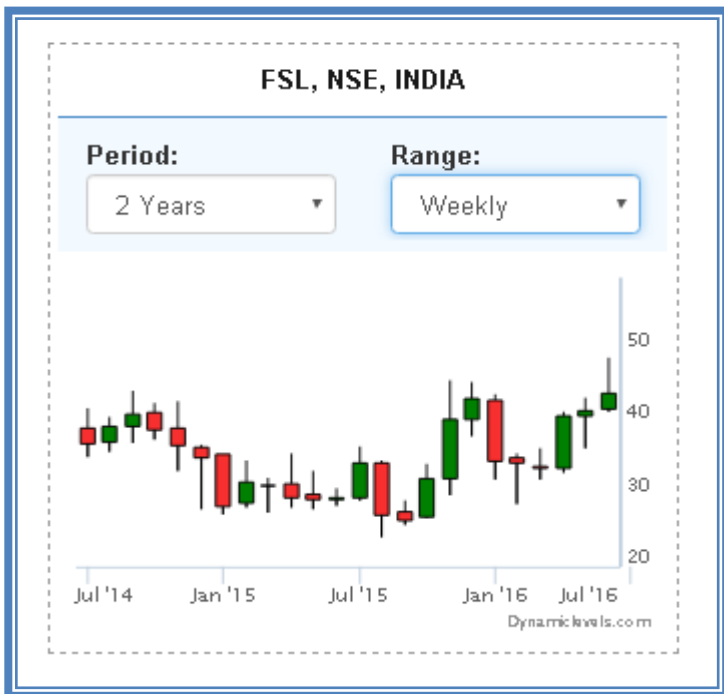 FSL, NSE, INDIA
Period: Range:
2 Years Weekly
50
40
30
20
Jul '14 Jan '15 Jul '15 Jan '16 Jul '16
Dynamiclevels.com